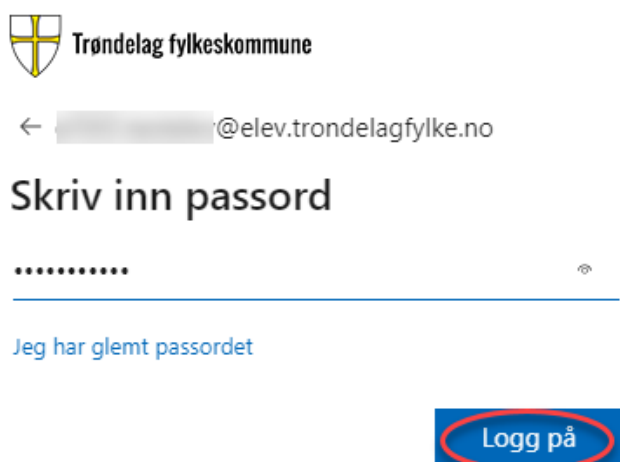 Trøndelag fylkeskommune
@elev.trondelagfylke.no
Skriv inn passord
Jeg har glemt passordet
Logg på